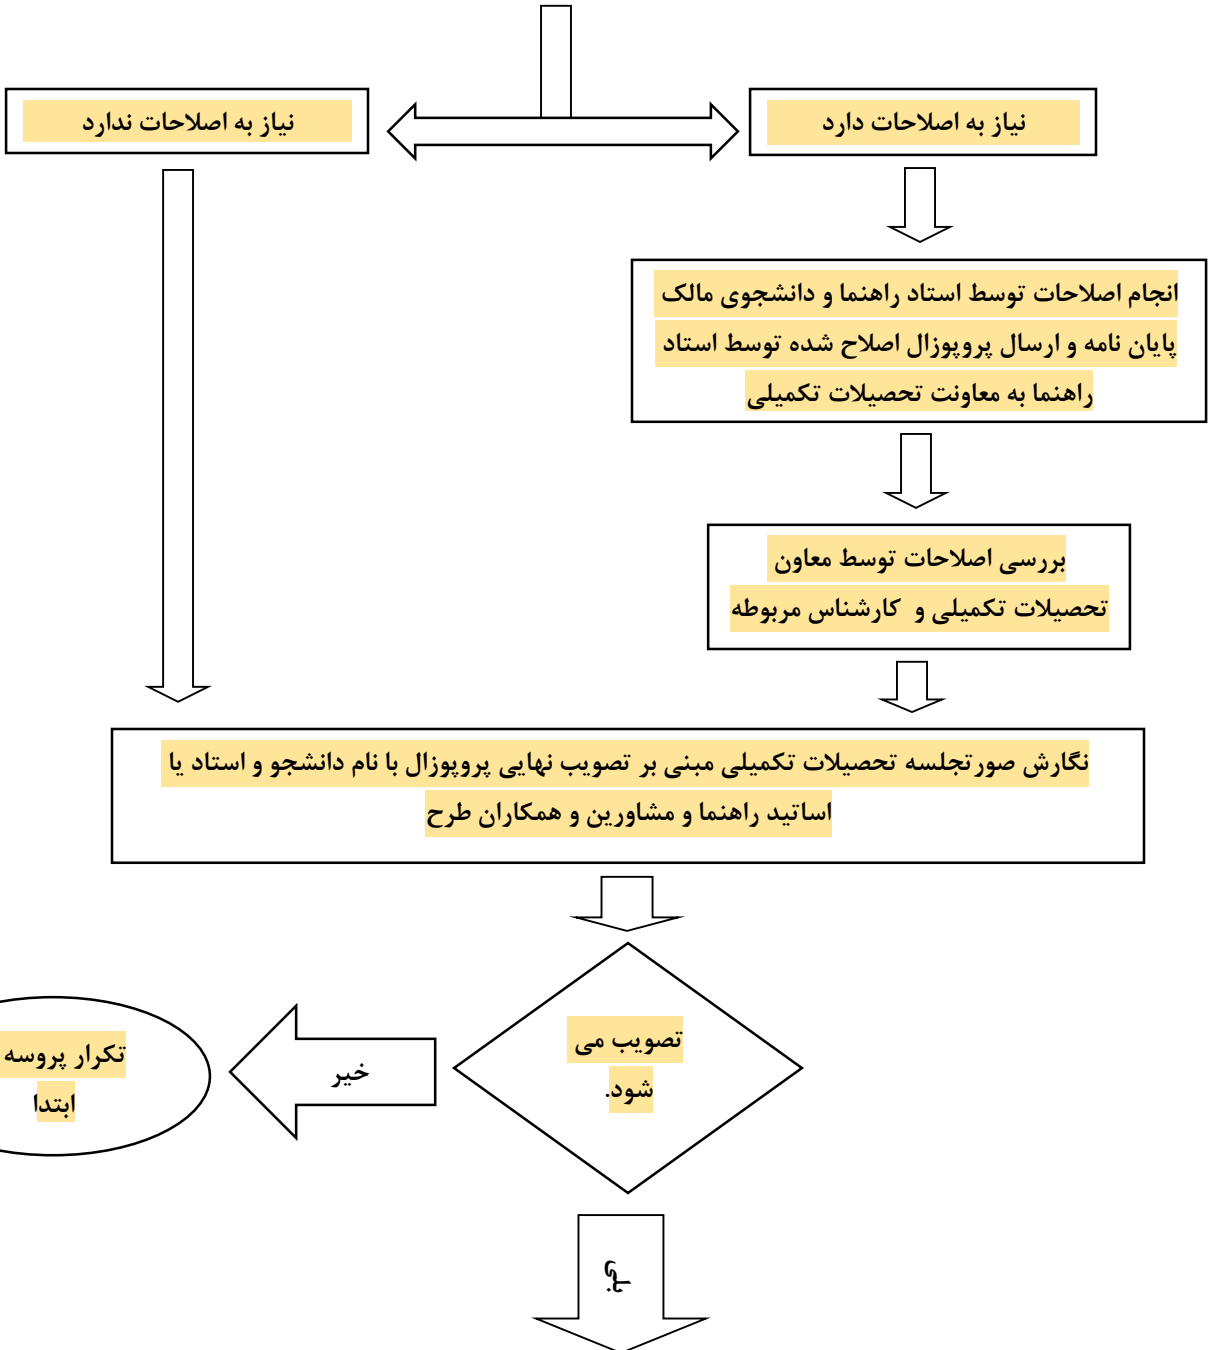 نیاز به اصلاحات دارد
نیاز به اصلاحات ندارد
انجام اصلاحات توسط استاد راهنما و دانشجوی مالک
پایان نامه و ارسال پروپوزال اصلاح شده توسط استاد
راهنما به معاونت تحصیلات تکمیلی
بررسی اصلاحات توسط معاون
تحصیلات تکمیلی و کارشناس مربوطه
نگارش صورتجلسه تحصیلات تکمیلی مبنی بر تصویب نهایی پروپوزال با نام دانشجو و استاد یا
اساتید راهنما و مشاورین و همکاران طرح
تصویب می
شود.
خیر
تکرار پروسه
ابتدا
بلی